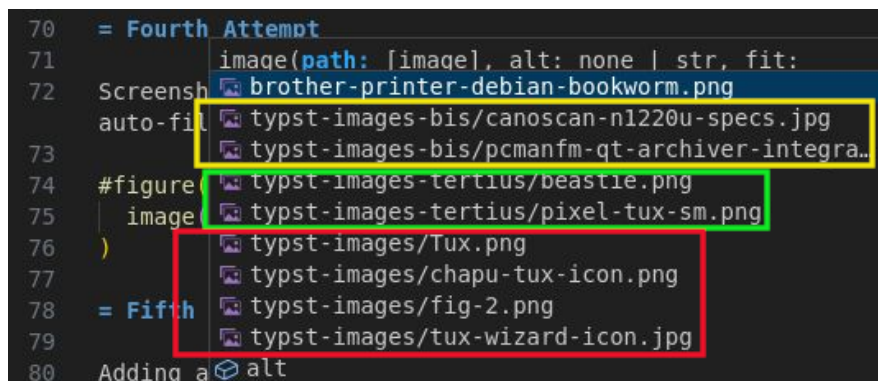 70 = Fourth Attempt
71 image(path: [image], alt: none | str, fit:
72 Screensh brother-printer-debian-bookworm.png
auto-fil typst-images-bis/canoscan-n1220u-specs.jpg
73 typst-images-bis/pcmanfm-qt-archiver-integra…
74 #figure( typst-images-tertius/beastie.png
75 image( typst-images-tertius/pixel-tux-sm.png
76 ) typst-images/Tux.png
77 typst-images/chapu-tux-icon.png
78 = Fifth typst-images/fig-2.png
79 typst-images/tux-wizard-icon.jpg
80 Adding a alt